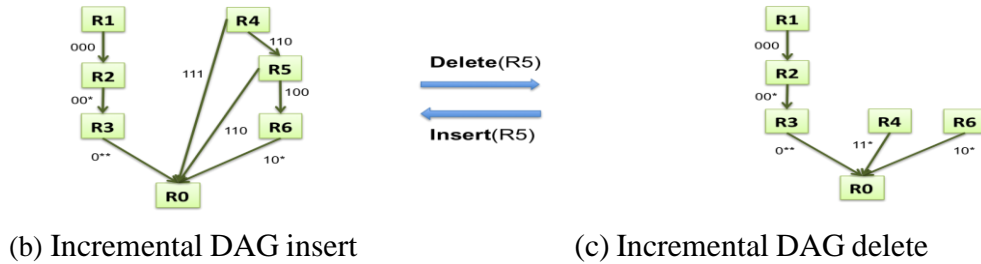 R1
R4
000
110
R2
111
R5
00*
100
R3
110
R6
0**
10*
R0
Delete(R5)
Insert(R5)
R1
000
R2
00*
R3
R4
R6
0**
11*
10*
R0
(b) Incremental DAG insert
(c) Incremental DAG delete